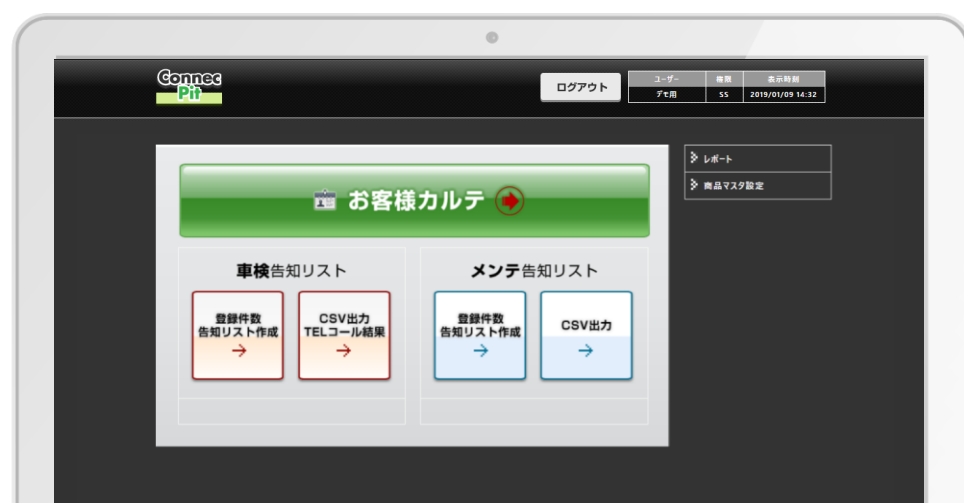 Connec
Pit
ログアウト
ユーザー 権限 表示時刻
デモ用 SS 2019/01/09 14:32
お客様カルテ
レポート
商品マスタ設定
車検告知リスト
メンテ告知リスト
登録件数
告知リスト作成
CSV出力
TELコール結果
登録件数
告知リスト作成
CSV出力